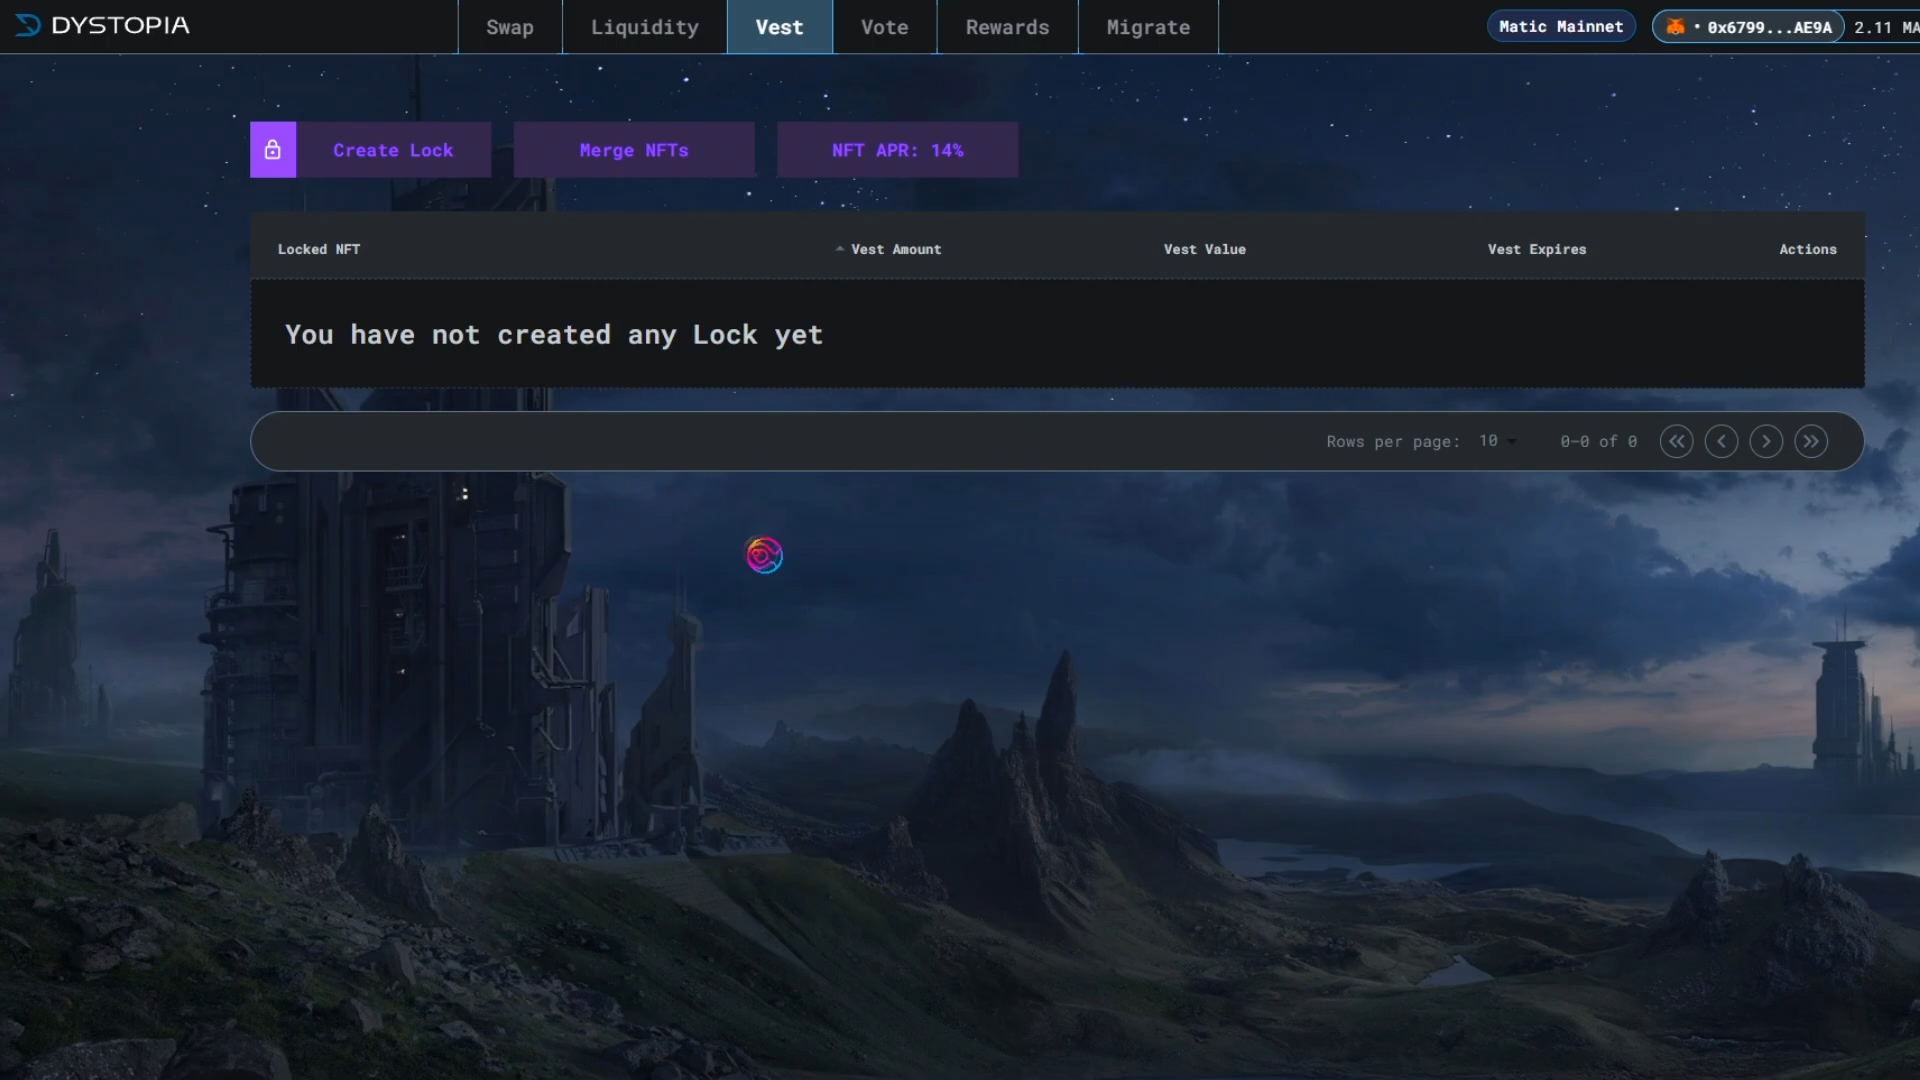 DYSTOPIA
Swap
Liquidity
Vest
Vote
Rewards
Migrate
Matic Mainnet
• 0x6799...AE9A
2.11 MA
Create Lock
Merge NFTs
NFT APR: 14%
Locked NFT
Vest Amount
Vest Value
Vest Expires
Actions
You have not created any Lock yet
Rows per page: 10
0–0 of 0